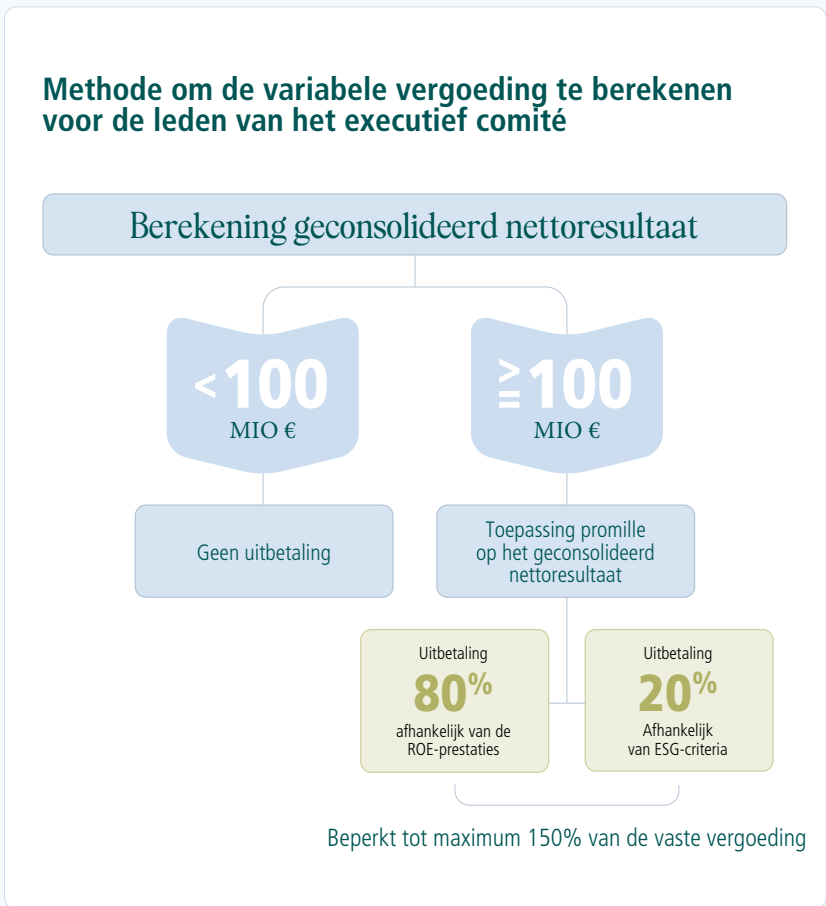 Methode om de variabele vergoeding te berekenen
voor de leden van het executief comité
Berekening geconsolideerd nettoresultaat
<100
MIO €
≧100
MIO €
Geen uitbetaling
Toepassing promille
op het geconsolideerd
nettoresultaat
Uitbetaling
80%
afhankelijk van de
ROE-prestaties
Uitbetaling
20%
Afhankelijk
van ESG-criteria
Beperkt tot maximum 150% van de vaste vergoeding